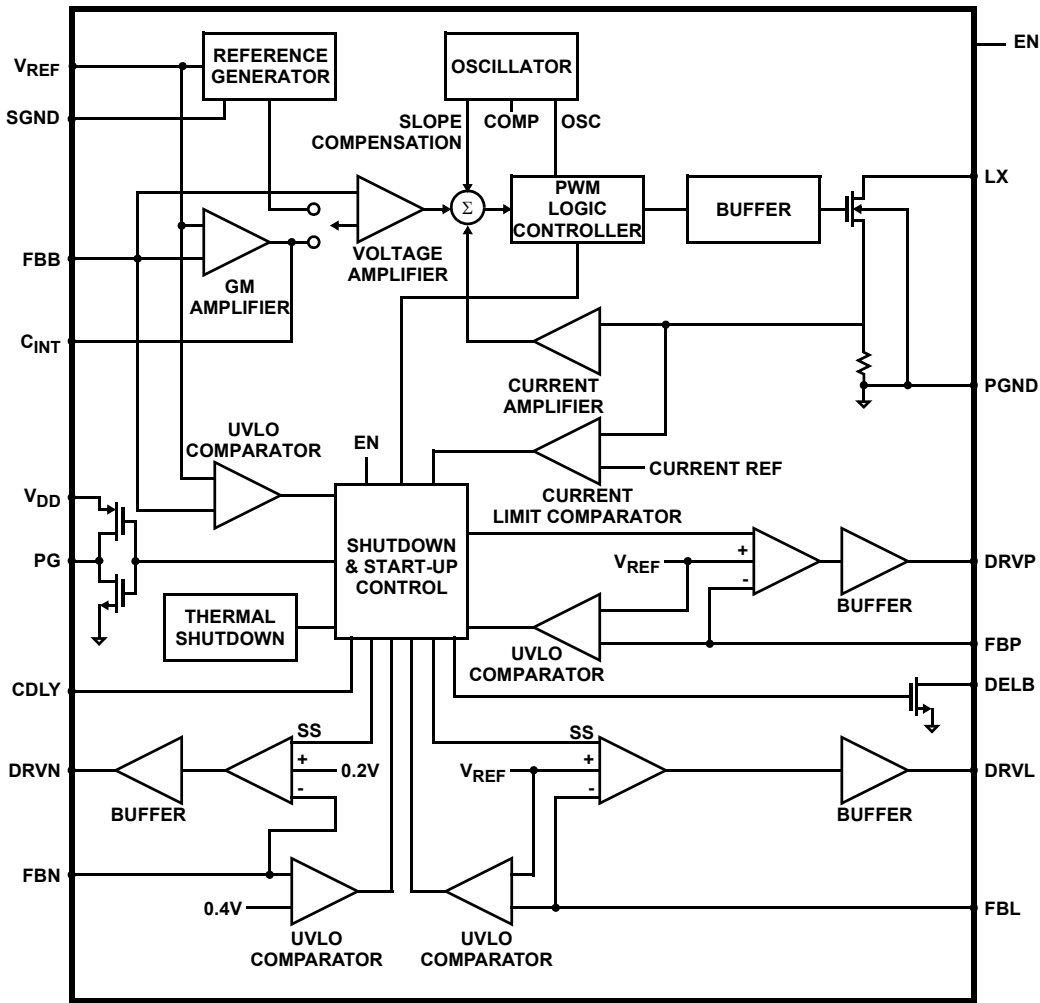 EN
VREF
REFERENCE
GENERATOR
OSCILLATOR
SGND
SLOPE
COMPENSATION
COMP
OSC
LX
PWM
LOGIC
CONTROLLER
BUFFER
Σ
VOLTAGE
AMPLIFIER
FBB
GM
AMPLIFIER
CINT
CURRENT
AMPLIFIER
PGND
UVLO
COMPARATOR
EN
CURRENT REF
CURRENT
LIMIT COMPARATOR
VDD
PG
SHUTDOWN
& START-UP
CONTROL
VREF
+
-
BUFFER
DRVP
THERMAL
SHUTDOWN
UVLO
COMPARATOR
FBP
CDLY
DELB
SS
+
0.2V
-
DRVN
BUFFER
SS
VREF
+
-
BUFFER
DRVL
FBN
0.4V
UVLO
COMPARATOR
UVLO
COMPARATOR
FBL